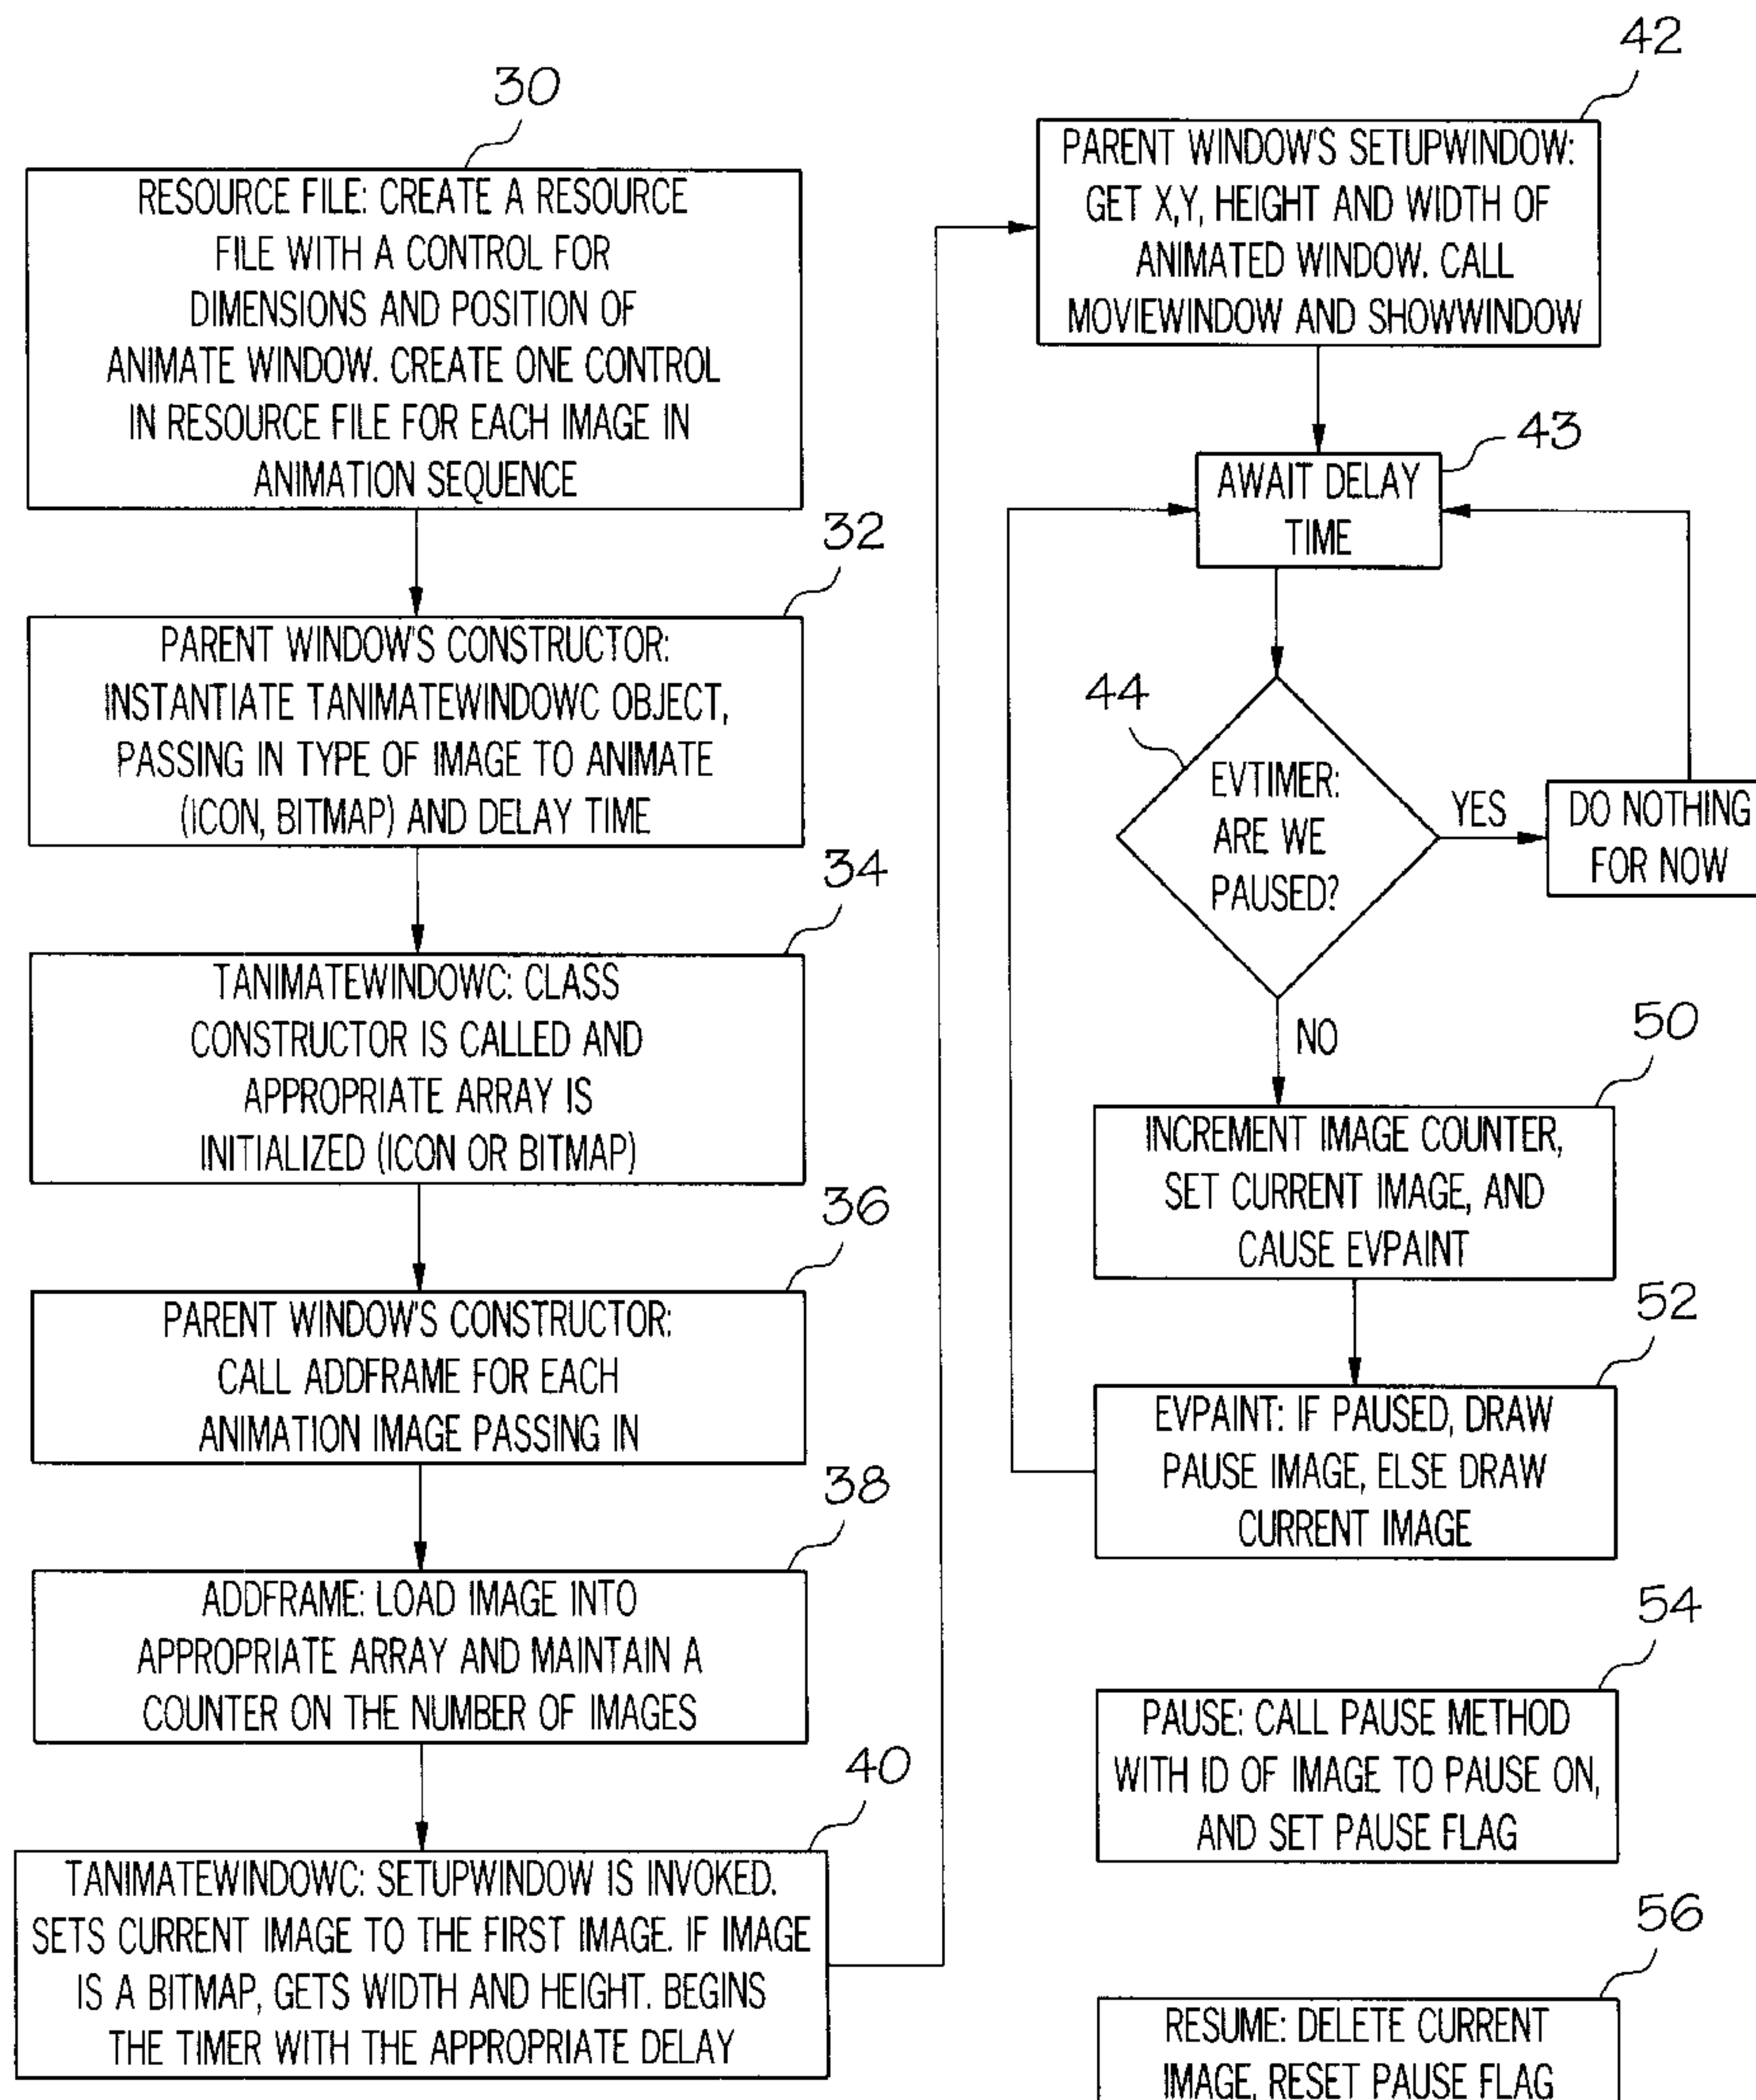 30
RESOURCE FILE: CREATE A RESOURCE
FILE WITH A CONTROL FOR
DIMENSIONS AND POSITION OF
ANIMATE WINDOW. CREATE ONE CONTROL
IN RESOURCE FILE FOR EACH IMAGE IN
ANIMATION SEQUENCE
32
PARENT WINDOW'S CONSTRUCTOR:
INSTANTIATE TANIMATEWINDOWC OBJECT,
PASSING IN TYPE OF IMAGE TO ANIMATE
(ICON, BITMAP) AND DELAY TIME
34
TANIMATEWINDOWC: CLASS
CONSTRUCTOR IS CALLED AND
APPROPRIATE ARRAY IS
INITIALIZED (ICON OR BITMAP)
36
PARENT WINDOW'S CONSTRUCTOR:
CALL ADDFRAME FOR EACH
ANIMATION IMAGE PASSING IN
38
ADDFRAME: LOAD IMAGE INTO
APPROPRIATE ARRAY AND MAINTAIN A
COUNTER ON THE NUMBER OF IMAGES
40
TANIMATEWINDOWC: SETUPWINDOW IS INVOKED.
SETS CURRENT IMAGE TO THE FIRST IMAGE. IF IMAGE
IS A BITMAP, GETS WIDTH AND HEIGHT. BEGINS
THE TIMER WITH THE APPROPRIATE DELAY
42
PARENT WINDOW'S SETUPWINDOW:
GET X,Y, HEIGHT AND WIDTH OF
ANIMATED WINDOW. CALL
MOVIEWINDOW AND SHOWWINDOW
43
AWAIT DELAY
TIME
44
EVTIMER:
ARE WE
PAUSED?
YES
DO NOTHING
FOR NOW
NO
50
INCREMENT IMAGE COUNTER,
SET CURRENT IMAGE, AND
CAUSE EVPAINT
52
EVPAINT: IF PAUSED, DRAW
PAUSE IMAGE, ELSE DRAW
CURRENT IMAGE
54
PAUSE: CALL PAUSE METHOD
WITH ID OF IMAGE TO PAUSE ON,
AND SET PAUSE FLAG
56
RESUME: DELETE CURRENT
IMAGE, RESET PAUSE FLAG